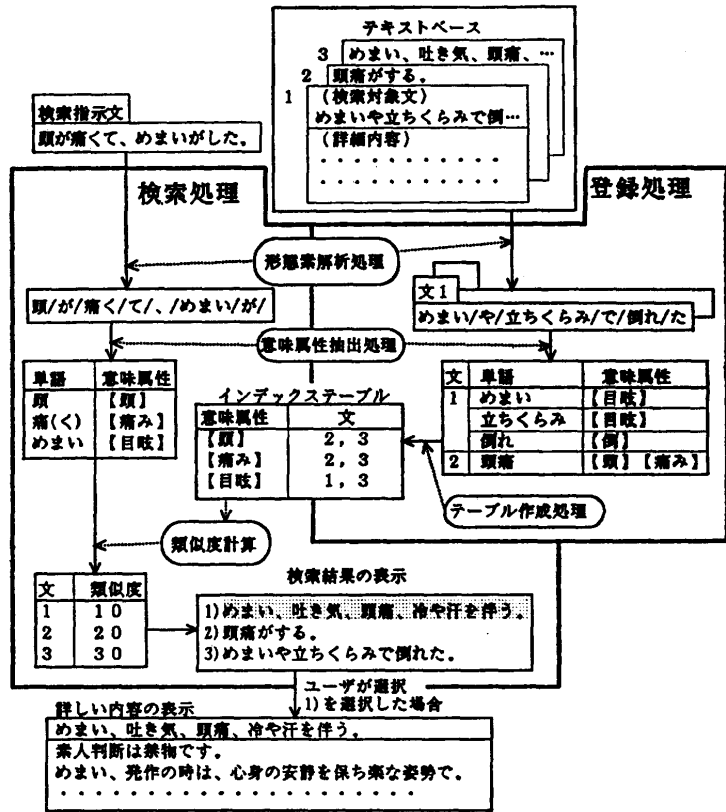 テキストベース
3 めまい、吐き気、頭痛、…
2 頭痛がする。
1 (検索対象文)
めまいや立ちくらみで倒…
(詳細内容)
・・・・・・・・・・
・・・・・・・・・・
検索指示文
頭が痛くて、めまいがした。
検索処理
登録処理
形態素解析処理
頭/が/痛く/て/、/めまい/が/
文1
めまい/や/立ちくらみ/で/倒れ/た
意味属性抽出処理
単語 意味属性
頭 【頭】
痛(く) 【痛み】
めまい 【目眩】
インデックステーブル
意味属性 文
【頭】 2,3
【痛み】 2,3
【目眩】 1,3
文 単語 意味属性
1 めまい 【目眩】
立ちくらみ 【目眩】
倒れ 【倒】
2 頭痛 【頭】【痛み】
テーブル作成処理
類似度計算
文 類似度
1 10
2 20
3 30
検索結果の表示
1)めまい、吐き気、頭痛、冷や汗を伴う。
2)頭痛がする。
3)めまいや立ちくらみで倒れた。
ユーザが選択
1)を選択した場合
詳しい内容の表示
めまい、吐き気、頭痛、冷や汗を伴う。
素人判断は禁物です。
めまい、発作の時は、心身の安静を保ち楽な姿勢で。
・・・・・・・・・・・・・・・・・・・・